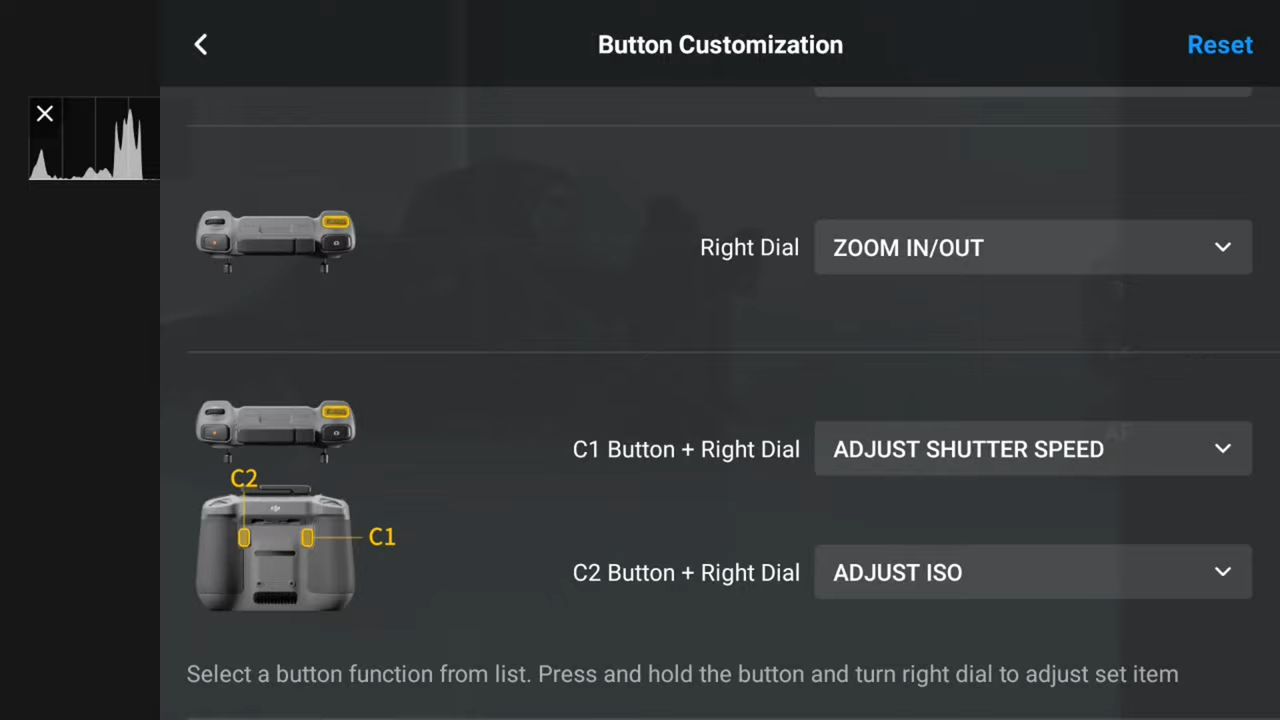 Button Customization
Reset
Right Dial
ZOOM IN/OUT
C1 Button + Right Dial
ADJUST SHUTTER SPEED
C2
C1
C2 Button + Right Dial
ADJUST ISO
Select a button function from list. Press and hold the button and turn right dial to adjust set item